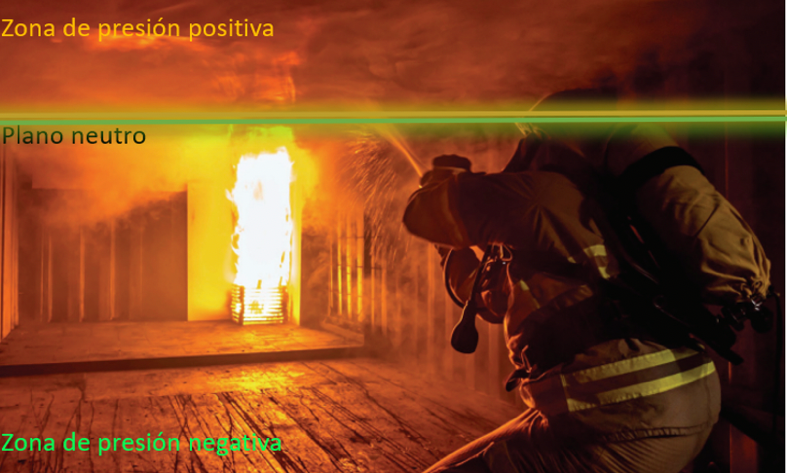 Zona de presión positiva
Plano neutro
Zona de presión negativa